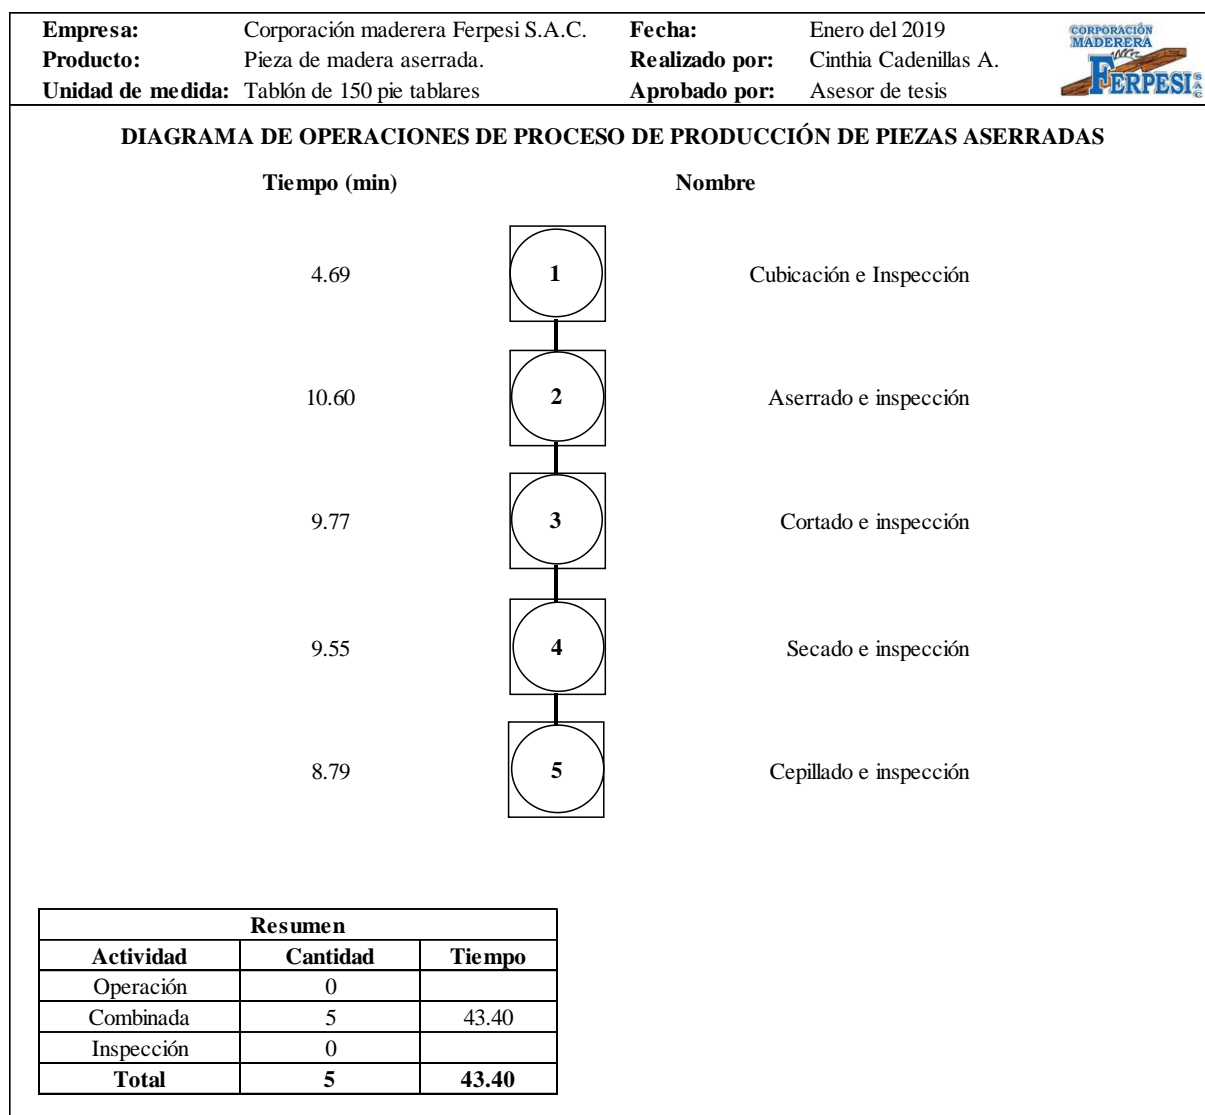 Empresa: Corporación maderera Ferpesi S.A.C. Fecha: Enero del 2019
Producto: Pieza de madera aserrada. Realizado por: Cinthia Cadenillas A.
Unidad de medida: Tablón de 150 pie tablares Aprobado por: Asesor de tesis
CORPORACIÓN
MADERERA
FERPESI SAC
DIAGRAMA DE OPERACIONES DE PROCESO DE PRODUCCIÓN DE PIEZAS ASERRADAS
Tiempo (min) Nombre
4.69 1 Cubicación e Inspección
10.60 2 Aserrado e inspección
9.77 3 Cortado e inspección
9.55 4 Secado e inspección
8.79 5 Cepillado e inspección
Resumen
Actividad Cantidad Tiempo
Operación 0
Combinada 5 43.40
Inspección 0
Total 5 43.40